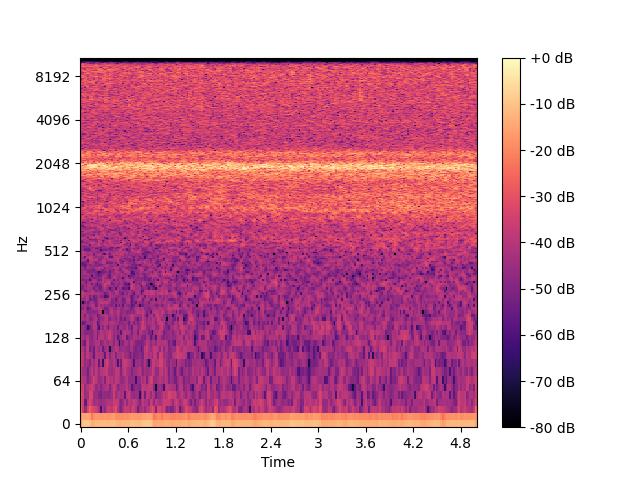 8192
4096
2048
1024
512
256
128
64
0
Hz
0 0.6 1.2 1.8 2.4 3 3.6 4.2 4.8
Time
+0 dB
-10 dB
-20 dB
-30 dB
-40 dB
-50 dB
-60 dB
-70 dB
-80 dB